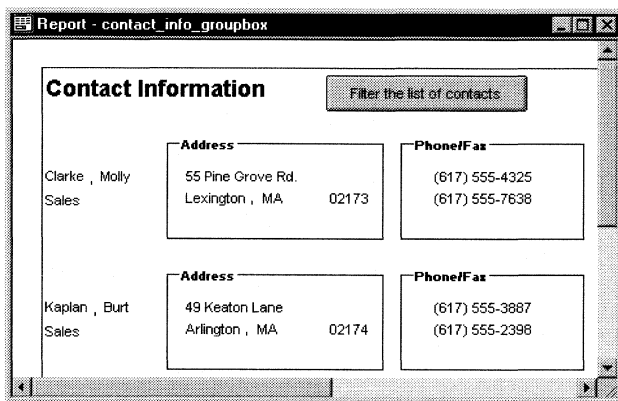 Report - contact_info_groupbox
Contact Information
Filter the list of contacts
Address
Phone/Fax
Clarke , Molly
55 Pine Grove Rd.
(617) 555-4325
Sales
Lexington , MA 02173
(617) 555-7638
Address
Phone/Fax
Kaplan , Burt
49 Keaton Lane
(617) 555-3887
Sales
Arlington , MA 02174
(617) 555-2398